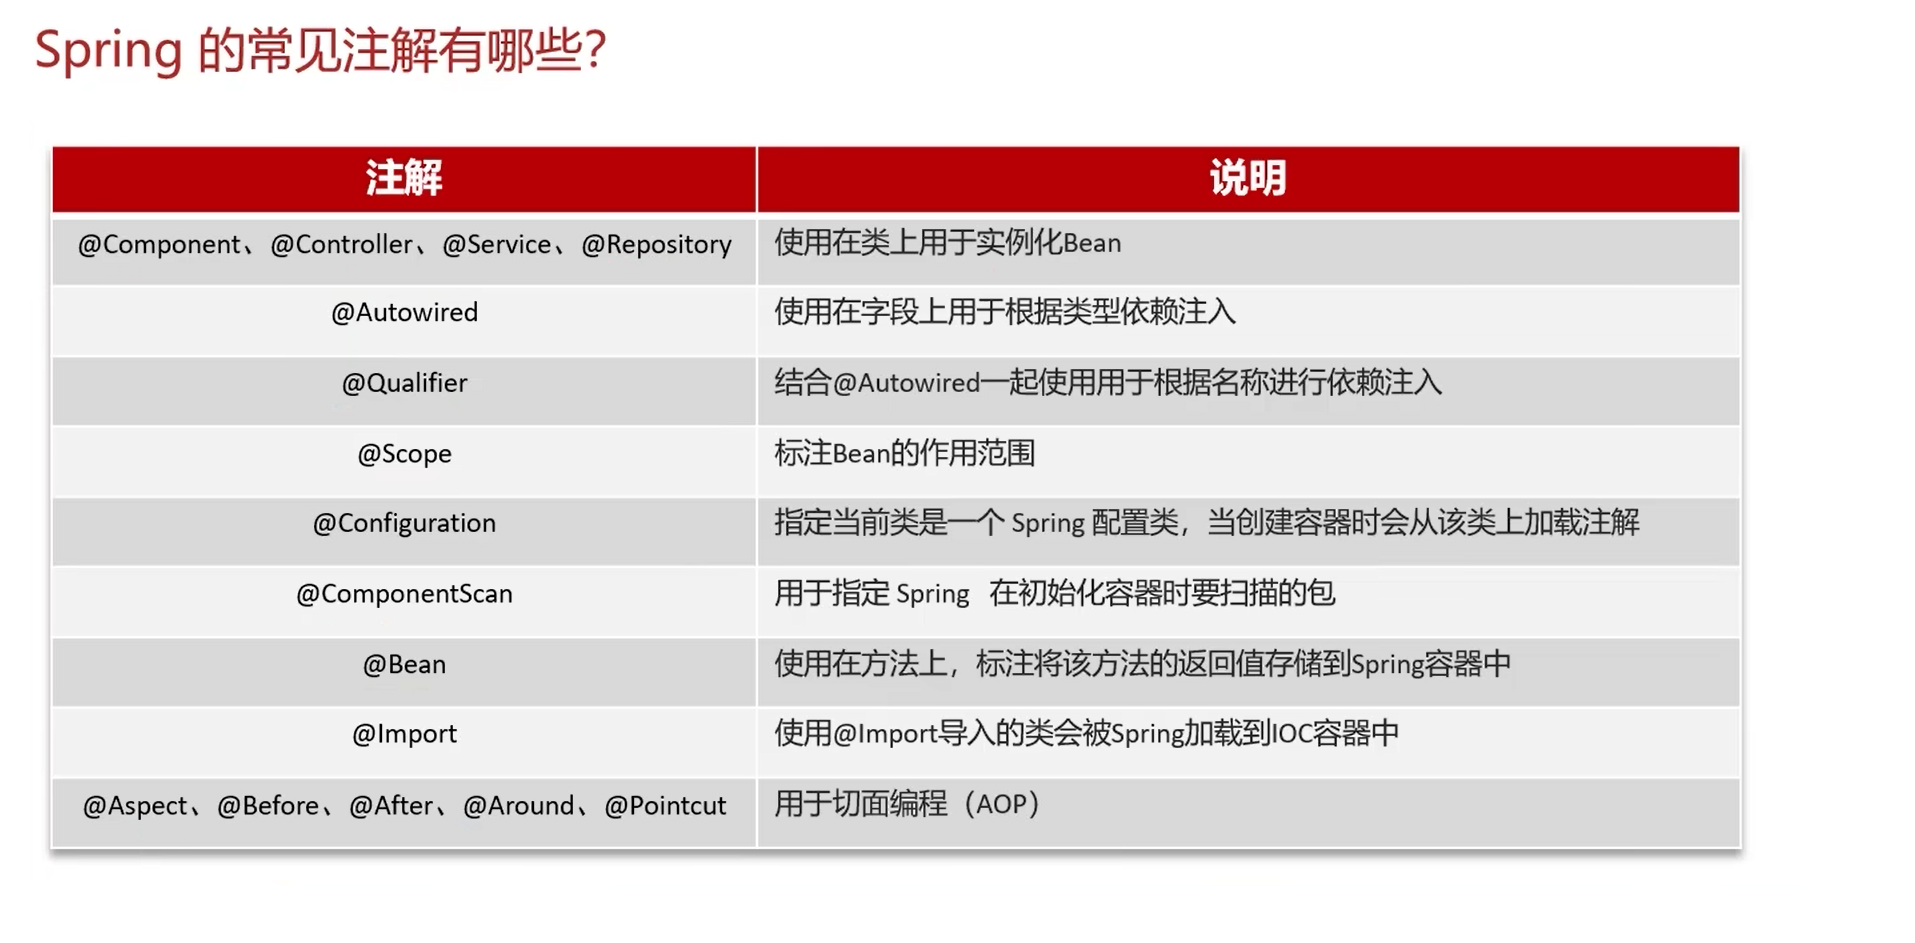 Spring 的常见注解有哪些?
注解 说明
@Component、@Controller、@Service、@Repository 使用在类上用于实例化Bean
@Autowired 使用在字段上用于根据类型依赖注入
@Qualifier 结合@Autowired一起使用用于根据名称进行依赖注入
@Scope 标注Bean的作用范围
@Configuration 指定当前类是一个 Spring 配置类，当创建容器时会从该类上加载注解
@ComponentScan 用于指定 Spring 在初始化容器时要扫描的包
@Bean 使用在方法上，标注将该方法的返回值存储到Spring容器中
@Import 使用@Import导入的类会被Spring加载到IOC容器中
@Aspect、@Before、@After、@Around、@Pointcut 用于切面编程（AOP）